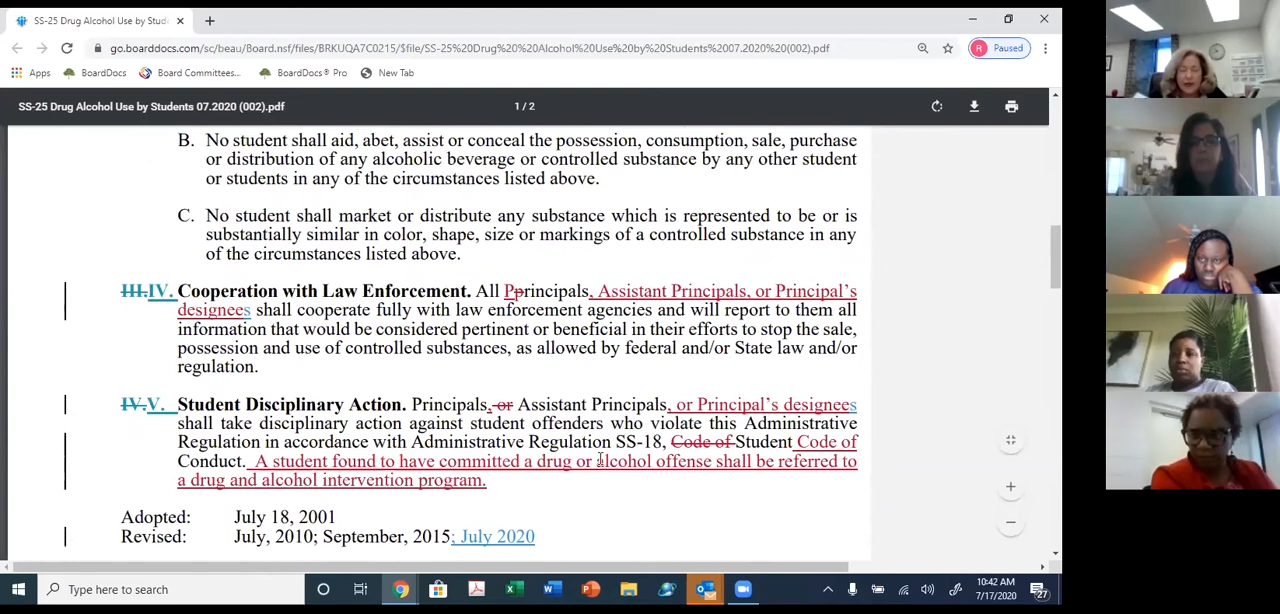 SS-25 Drug Alcohol Use by Stude
go.boarddocs.com/sc/beau/Board.nsf/files/BRKUQA7C0215/$file/SS-25%20Drug%20%20Alcohol%20Use%20by%20Students%2007.2020%20(002).pdf
R Paused
Apps BoardDocs Board Committees... BoardDocs® Pro New Tab
SS-25 Drug Alcohol Use by Students 07.2020 (002).pdf 1 / 2
B. No student shall aid, abet, assist or conceal the possession, consumption, sale, purchase
or distribution of any alcoholic beverage or controlled substance by any other student
or students in any of the circumstances listed above.
C. No student shall market or distribute any substance which is represented to be or is
substantially similar in color, shape, size or markings of a controlled substance in any
of the circumstances listed above.
III.IV. Cooperation with Law Enforcement. All Pprincipals, Assistant Principals, or Principal's
designees shall cooperate fully with law enforcement agencies and will report to them all
information that would be considered pertinent or beneficial in their efforts to stop the sale,
possession and use of controlled substances, as allowed by federal and/or State law and/or
regulation.
IV.V. Student Disciplinary Action. Principals, or Assistant Principals, or Principal's designees
shall take disciplinary action against student offenders who violate this Administrative
Regulation in accordance with Administrative Regulation SS-18, Code of Student Code of
Conduct. A student found to have committed a drug or alcohol offense shall be referred to
a drug and alcohol intervention program.
Adopted: July 18, 2001
Revised: July, 2010; September, 2015; July 2020
Type here to search
10:42 AM
7/17/2020
27